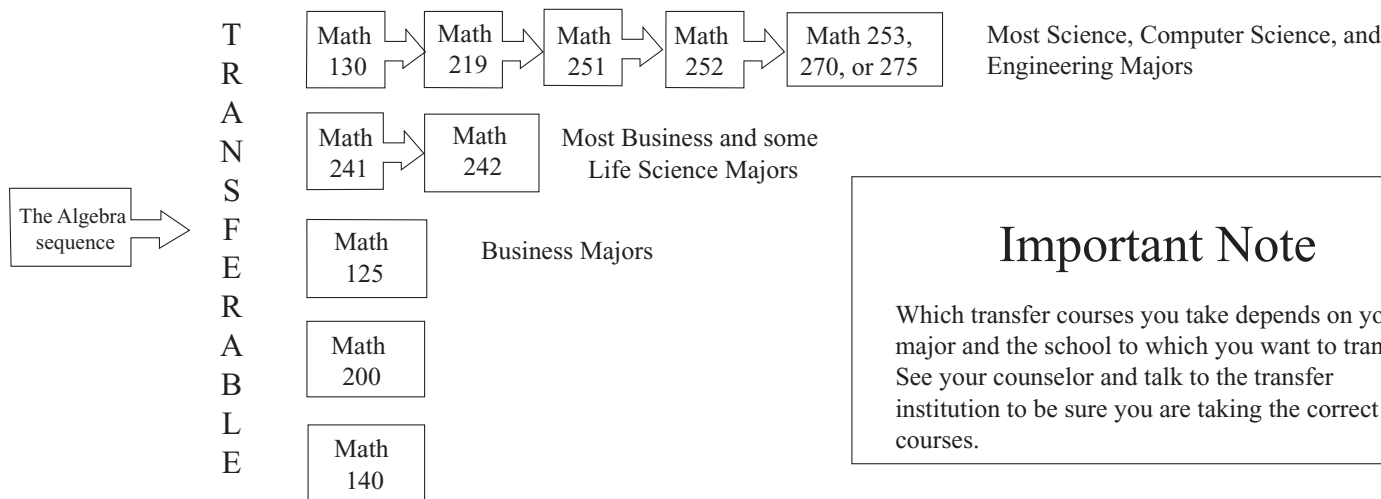 The Algebra
sequence
T
R
A
N
S
F
E
R
A
B
L
E
Math
130
Math
219
Math
251
Math
252
Math 253,
270, or 275
Most Science, Computer Science, and
Engineering Majors
Math
241
Math
242
Most Business and some
Life Science Majors
Math
125
Business Majors
Math
200
Math
140
Important Note
Which transfer courses you take depends on
major and the school to which you want to
See your counselor and talk to the transfer
institution to be sure you are taking the correct
courses.